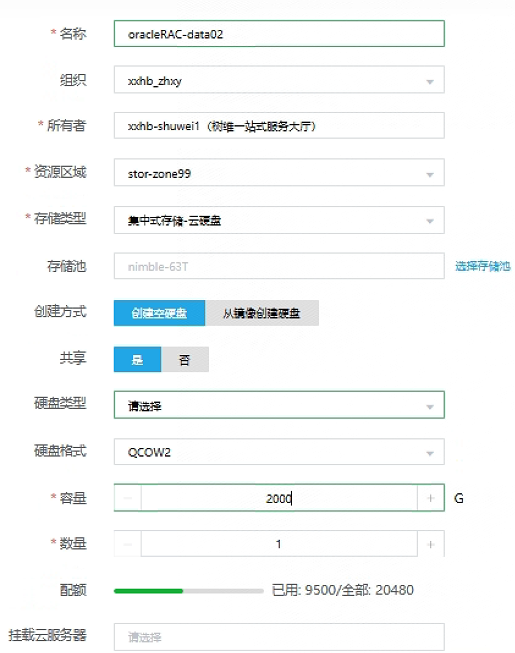 * 名称 oracleRAC-data02
组织 xxhb_zhxy
* 所有者 xxhb-shuwei1（树维一站式服务大厅）
* 资源区域 stor-zone99
* 存储类型 集中式存储-云硬盘
存储池 nimble-63T 选择存储池
创建方式 创建空硬盘 从镜像创建硬盘
共享 是 否
硬盘类型 请选择
硬盘格式 QCOW2
* 容量 − 2000 + G
* 数量 − 1 +
配额 已用: 9500/全部: 20480
挂载云服务器 请选择